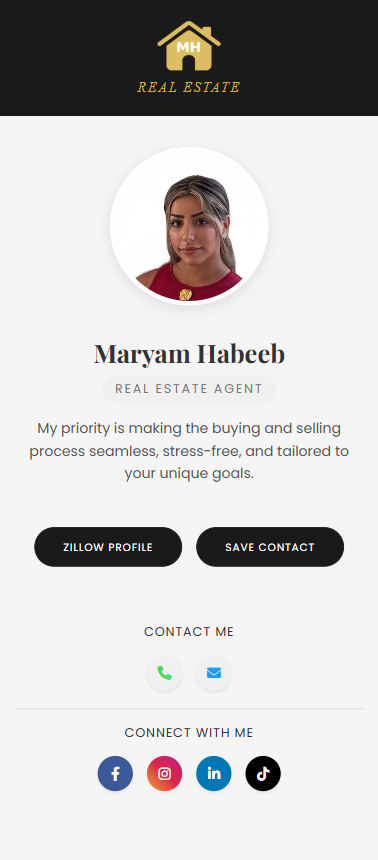 MH
REAL ESTATE
Maryam Habeeb
REAL ESTATE AGENT
My priority is making the buying and selling
process seamless, stress-free, and tailored to
your unique goals.
ZILLOW PROFILE
SAVE CONTACT
CONTACT ME
CONNECT WITH ME